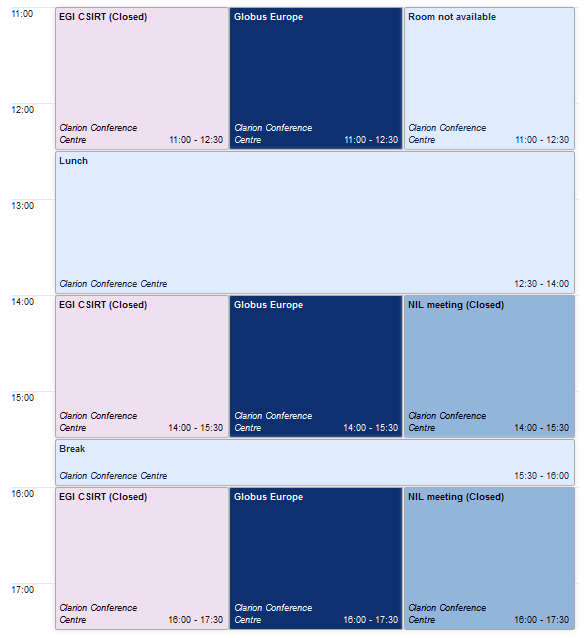 11:00
EGI CSIRT (Closed)
Clarion Conference
Centre 11:00 - 12:30
Globus Europe
Clarion Conference
Centre 11:00 - 12:30
Room not available
Clarion Conference
Centre 11:00 - 12:30
12:00
Lunch
Clarion Conference Centre 12:30 - 14:00
13:00
14:00
EGI CSIRT (Closed)
Clarion Conference
Centre 14:00 - 15:30
Globus Europe
Clarion Conference
Centre 14:00 - 15:30
NIL meeting (Closed)
Clarion Conference
Centre 14:00 - 15:30
15:00
Break
Clarion Conference Centre 15:30 - 16:00
16:00
EGI CSIRT (Closed)
Clarion Conference
Centre 16:00 - 17:30
Globus Europe
Clarion Conference
Centre 16:00 - 17:30
NIL meeting (Closed)
Clarion Conference
Centre 16:00 - 17:30
17:00